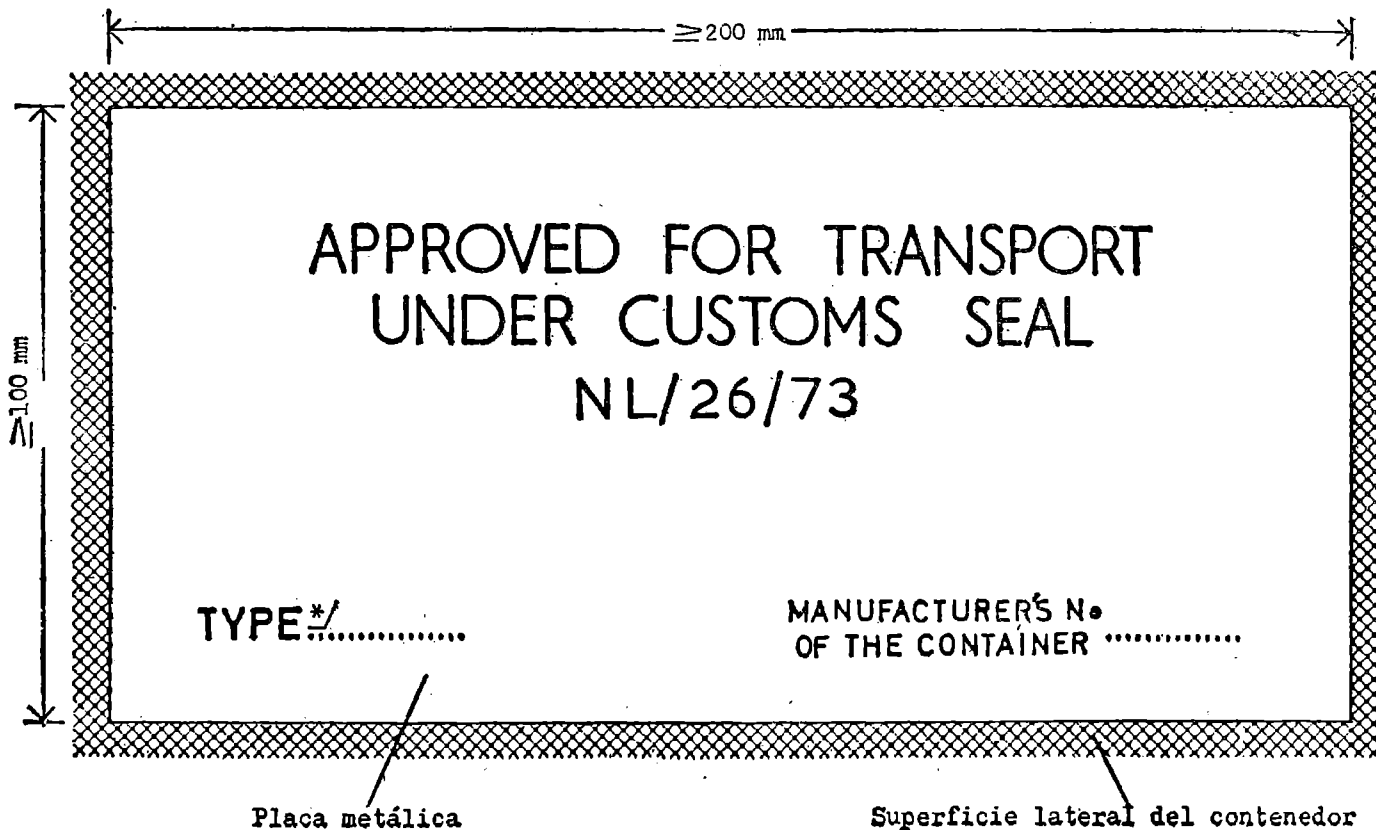 ≥200 mm
≥100 mm
APPROVED FOR TRANSPORT
UNDER CUSTOMS SEAL
NL/26/73
TYPE */..............
MANUFACTURER'S No
OF THE CONTAINER .............
Placa metálica
Superficie lateral del contenedor